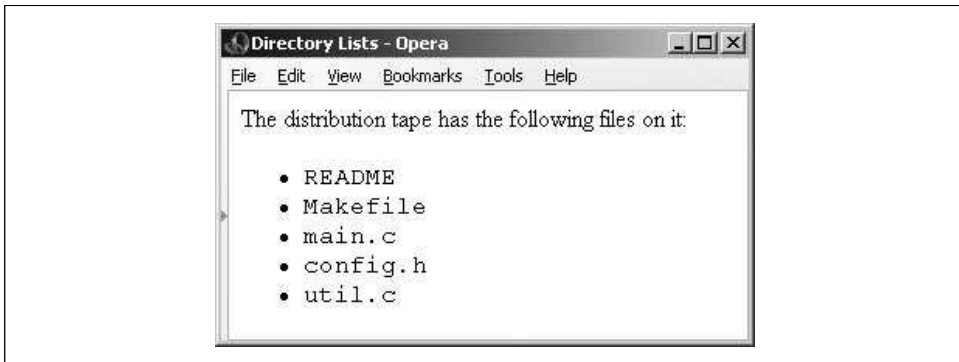 Directory Lists - Opera
File Edit View Bookmarks Tools Help
The distribution tape has the following files on it:
• README
• Makefile
• main.c
• config.h
• util.c